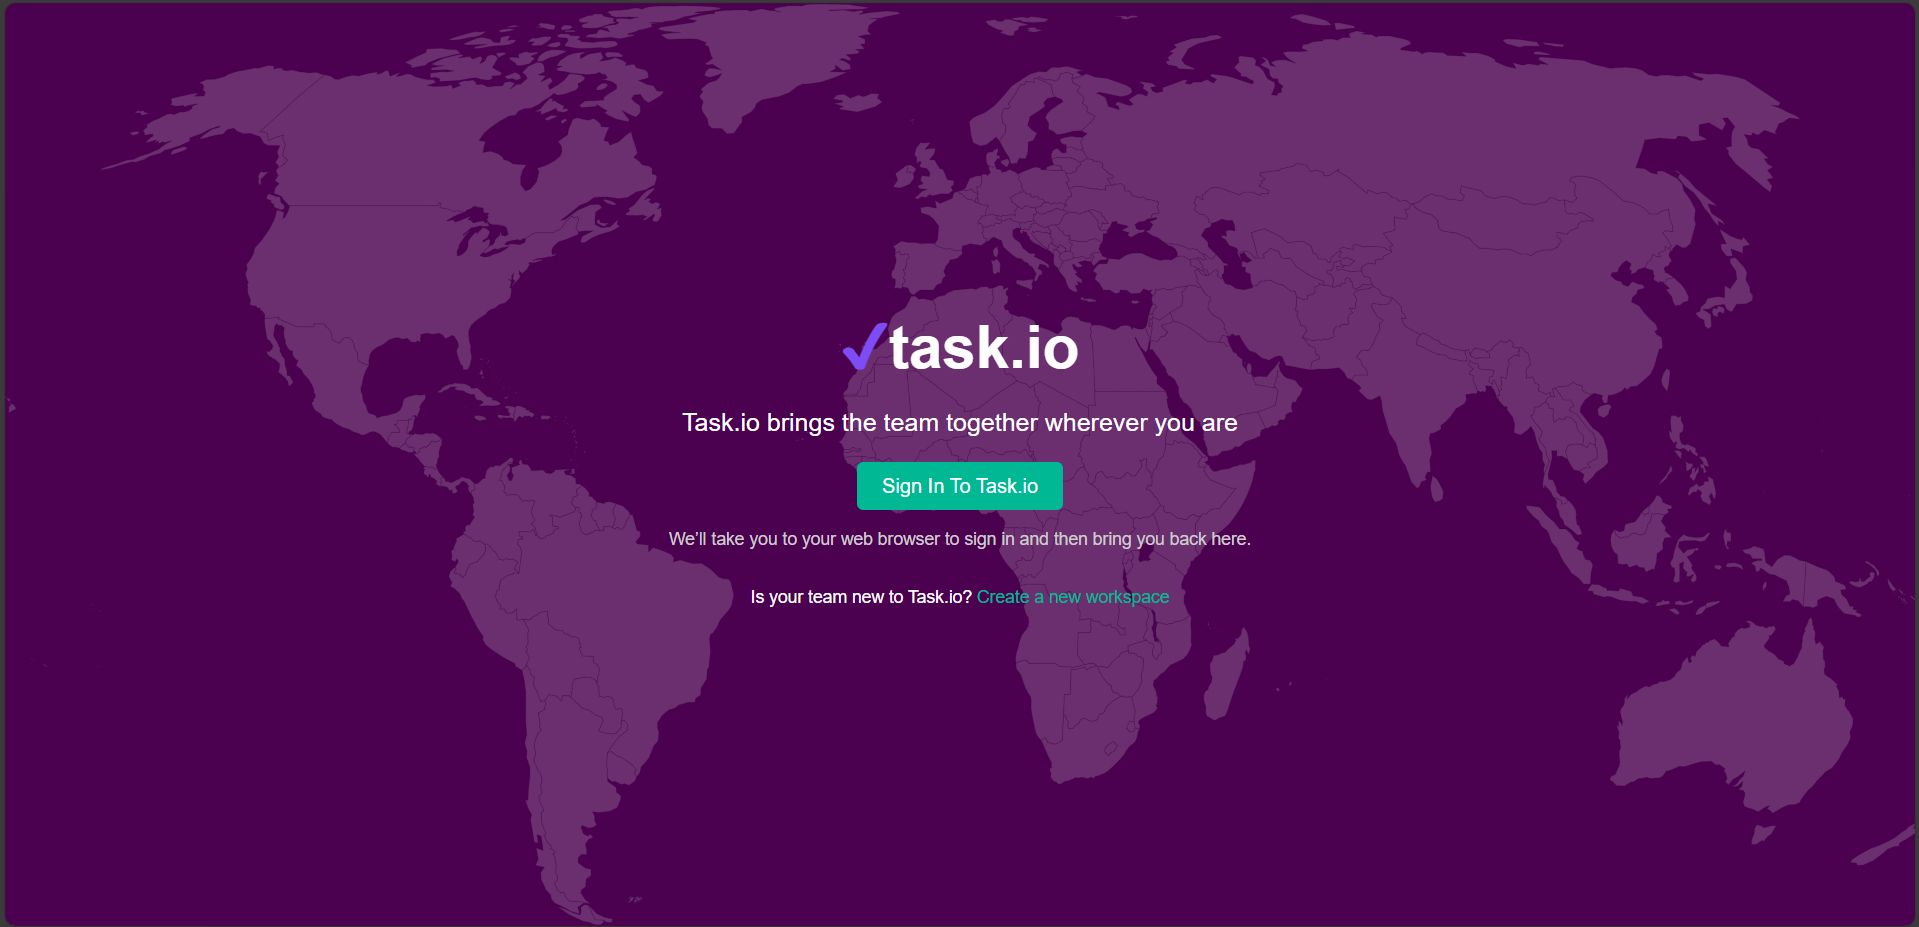 task.io
Task.io brings the team together wherever you are
Sign In To Task.io
We’ll take you to your web browser to sign in and then bring you back here.
Is your team new to Task.io? Create a new workspace